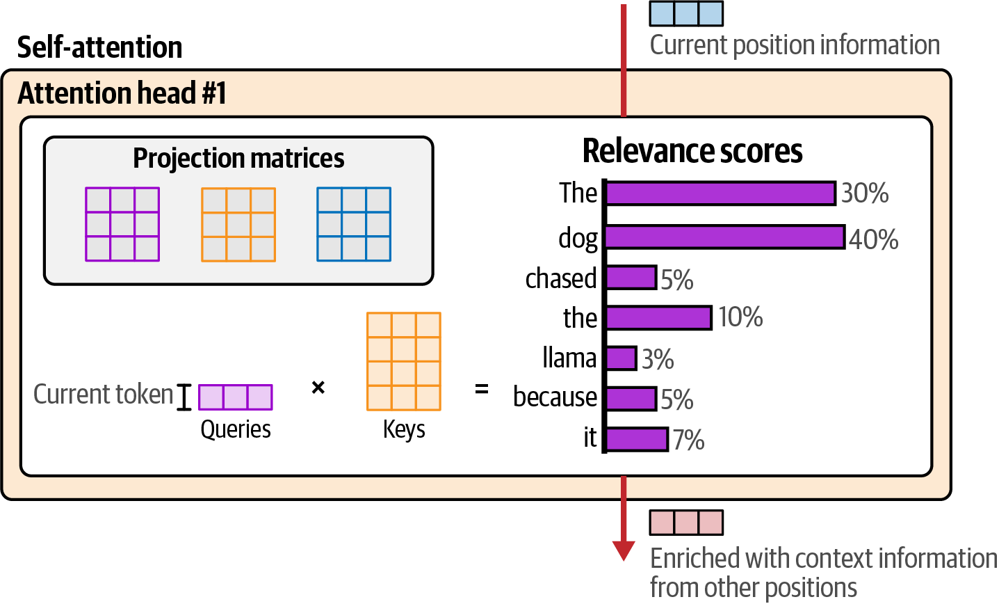 Current position information
Self-attention
Attention head #1
Projection matrices
Relevance scores
The 30%
dog 40%
chased 5%
the 10%
llama 3%
because 5%
it 7%
Current token
×
=
Queries
Keys
Enriched with context information
from other positions